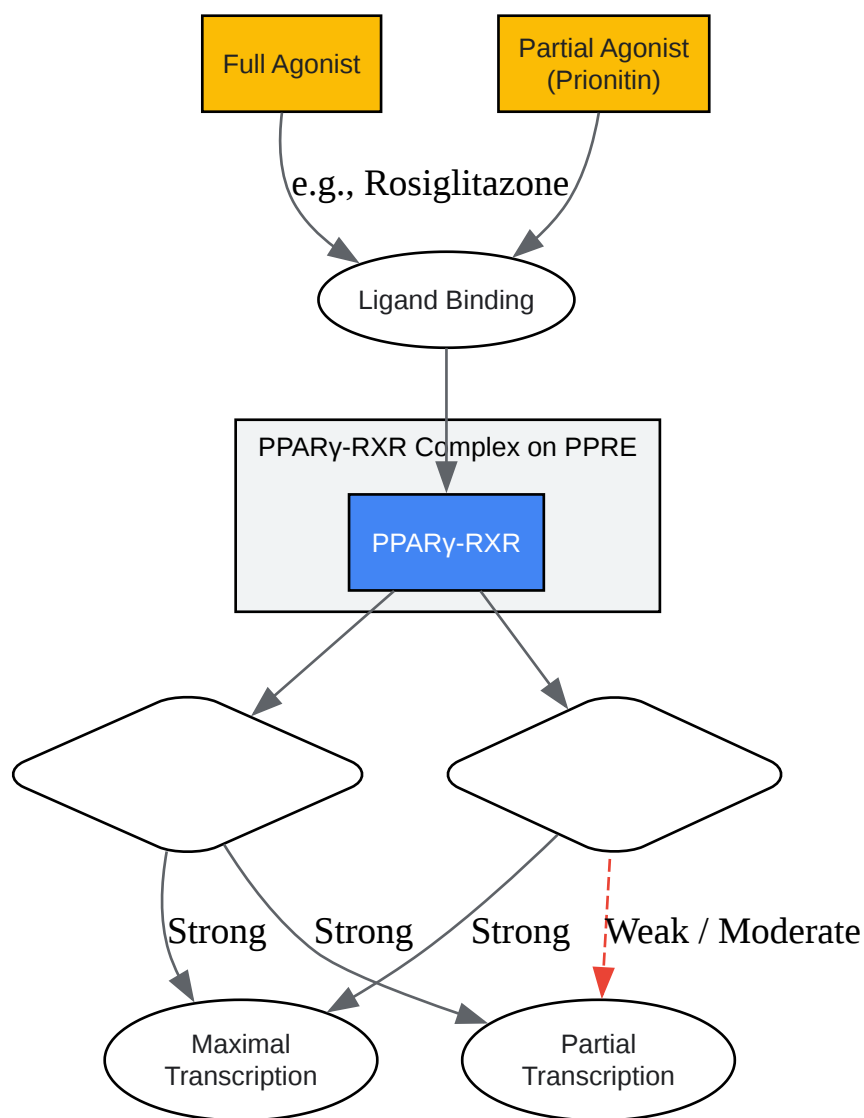 Full Agonist
Partial Agonist
(Prionitin)
e.g., Rosiglitazone
Ligand Binding
PPARγ-RXR Complex on PPRE
PPARγ-RXR
Strong
Strong
Strong
Weak / Moderate
Maximal
Transcription
Partial
Transcription